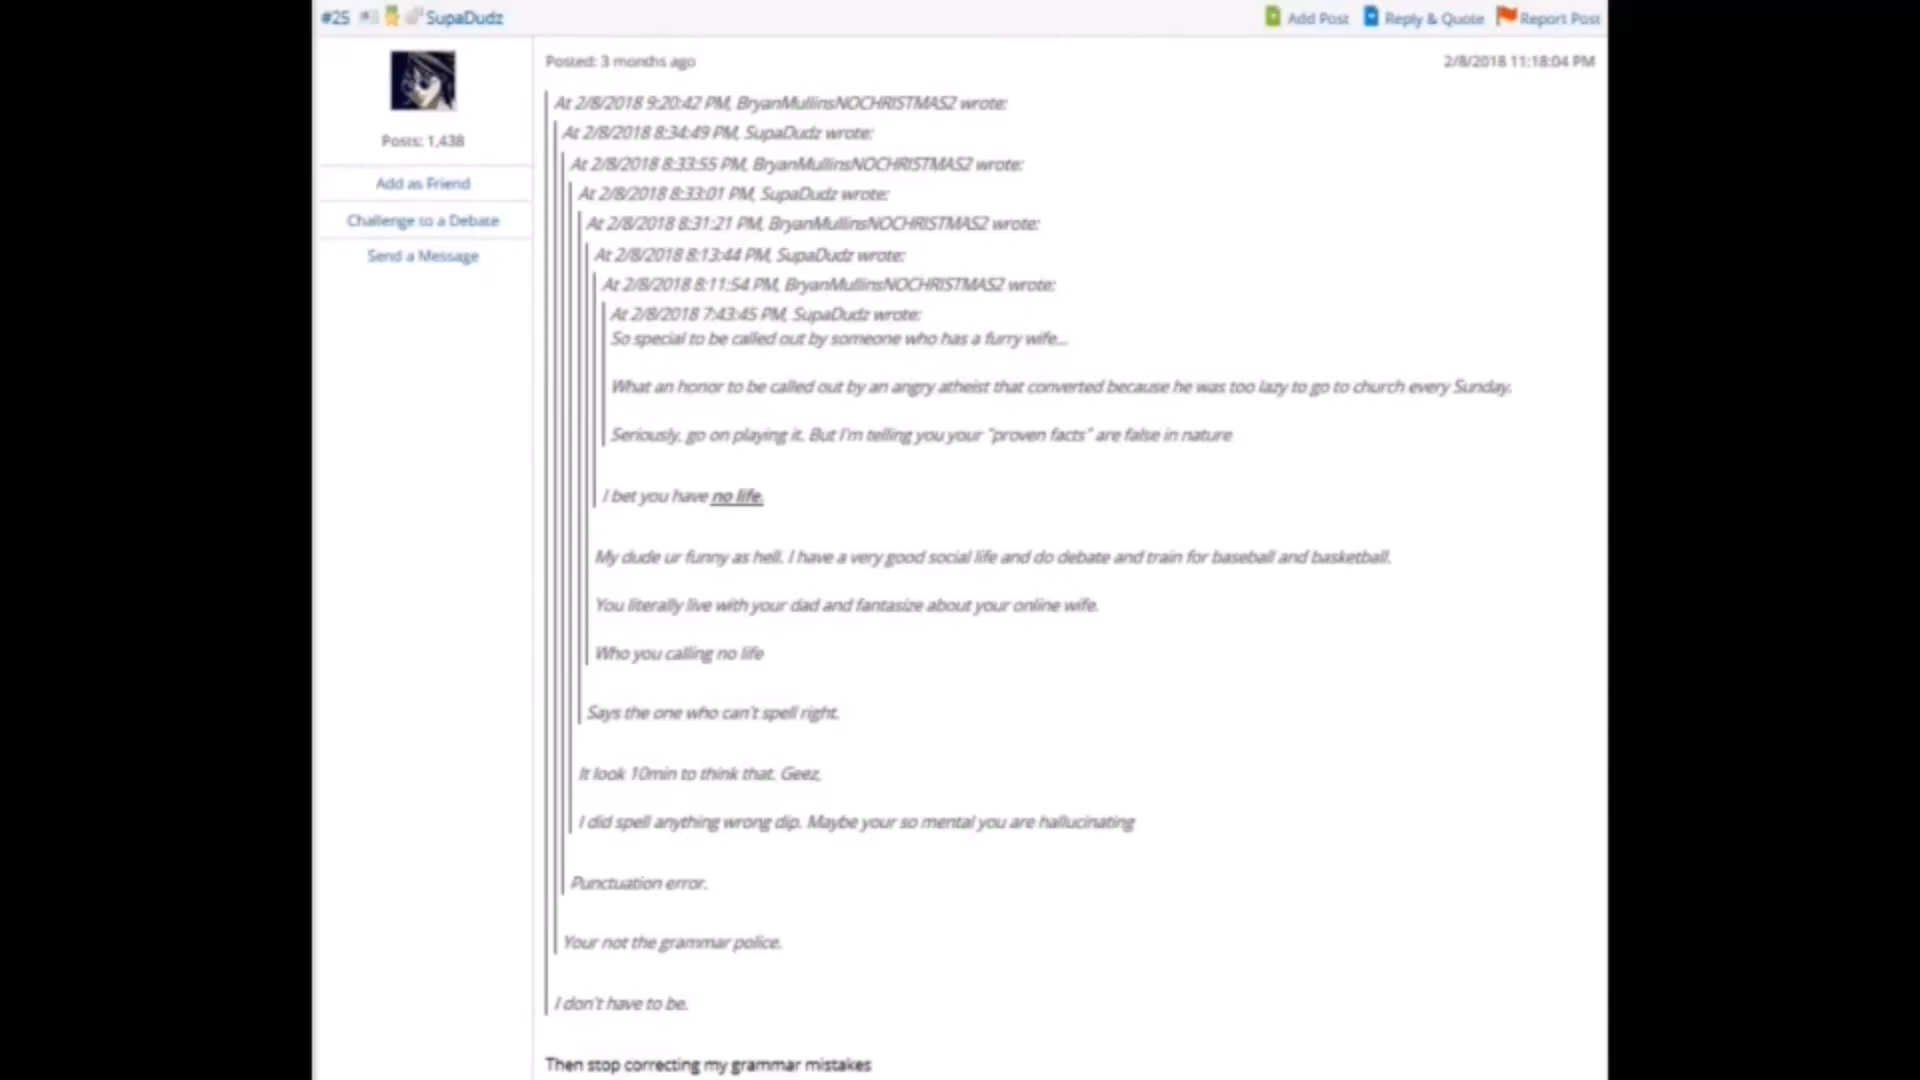 #25 SupaDudz Add Post Reply & Quote Report Post
Posted: 3 months ago 2/8/2018 11:18:04 PM
Posts: 1,438
Add as Friend
Challenge to a Debate
Send a Message
At 2/8/2018 9:20:42 PM, BryanMullinsNOCHRISTMAS2 wrote:
At 2/8/2018 8:34:49 PM, SupaDudz wrote:
At 2/8/2018 8:33:55 PM, BryanMullinsNOCHRISTMAS2 wrote:
At 2/8/2018 8:33:01 PM, SupaDudz wrote:
At 2/8/2018 8:31:21 PM, BryanMullinsNOCHRISTMAS2 wrote:
At 2/8/2018 8:13:44 PM, SupaDudz wrote:
At 2/8/2018 8:11:54 PM, BryanMullinsNOCHRISTMAS2 wrote:
At 2/8/2018 7:43:45 PM, SupaDudz wrote:
So special to be called out by someone who has a furry wife...
What an honor to be called out by an angry atheist that converted because he was too lazy to go to church every Sunday.
Seriously, go on playing it. But I'm telling you your "proven facts" are false in nature
I bet you have no life.
My dude ur funny as hell. I have a very good social life and do debate and train for baseball and basketball.
You literally live with your dad and fantasize about your online wife.
Who you calling no life
Says the one who can't spell right.
It look 10min to think that. Geez,
I did spell anything wrong dip. Maybe your so mental you are hallucinating
Punctuation error.
Your not the grammar police.
I don't have to be.
Then stop correcting my grammar mistakes